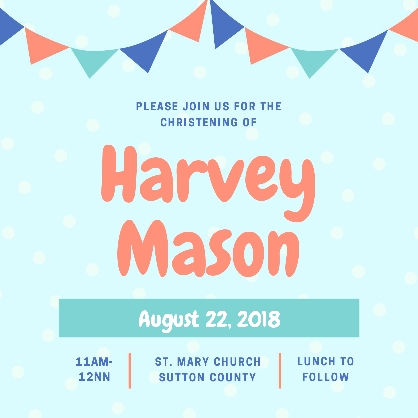 PLEASE JOIN US FOR THE
CHRISTENING OF
Harvey
Mason
August 22, 2018
11AM-
12NN
ST. MARY CHURCH
SUTTON COUNTY
LUNCH TO
FOLLOW